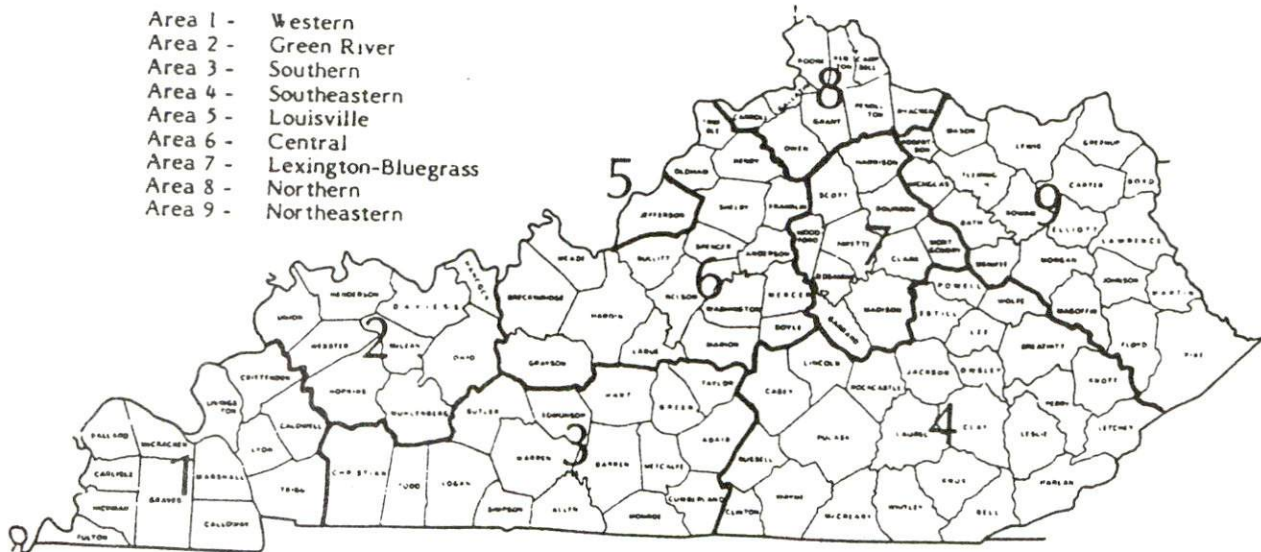 Area 1 - Western
Area 2 - Green River
Area 3 - Southern
Area 4 - Southeastern
Area 5 - Louisville
Area 6 - Central
Area 7 - Lexington-Bluegrass
Area 8 - Northern
Area 9 - Northeastern
BOONE
8
CARROLL
GRANT
BRACKEN
MASON
LEWIS
GREENUP
OWEN
HENRY
HARRISON
FLEMING
CARTER
BOYD
5
OLDHAM
NICHOLAS
SCOTT
ROWAN
9
ELLIOTT
SHELBY
FRANKLIN
BOURBON
BATH
LAWRENCE
JEFFERSON
WOODFORD
FAYETTE
7
MONTGOMERY
SPENCER
ANDERSON
CLARK
MENIFEE
MORGAN
MEADE
BULLITT
JOHNSON
MARTIN
HANCOCK
6
NELSON
POWELL
HENDERSON
DAVIESS
BRECKINRIDGE
MERCER
WOLFE
MAGOFFIN
UNION
HARDIN
WASHINGTON
MADISON
ESTILL
GARRARD
BOYLE
LEE
WEBSTER
2
McLEAN
OHIO
LARUE
MARION
BREATHITT
FLOYD
PIKE
GRAYSON
LINCOLN
JACKSON
OWSLEY
KNOTT
CRITTENDEN
HOPKINS
TAYLOR
CASEY
ROCKCASTLE
PERRY
LIVINGSTON
MUHLENBERG
BUTLER
EDMONSON
HART
GREEN
4
CALDWELL
LAUREL
CLAY
LESLIE
LETCHER
BALLARD
McCRACKEN
LYON
3
ADAIR
PULASKI
WARREN
BARREN
METCALFE
RUSSELL
CARLISLE
1
MARSHALL
TRIGG
CHRISTIAN
TODD
LOGAN
KNOX
HARLAN
GRAVES
WAYNE
HICKMAN
CUMBERLAND
WHITLEY
CALLOWAY
SIMPSON
ALLEN
MONROE
CLINTON
McCREARY
BELL
FULTON